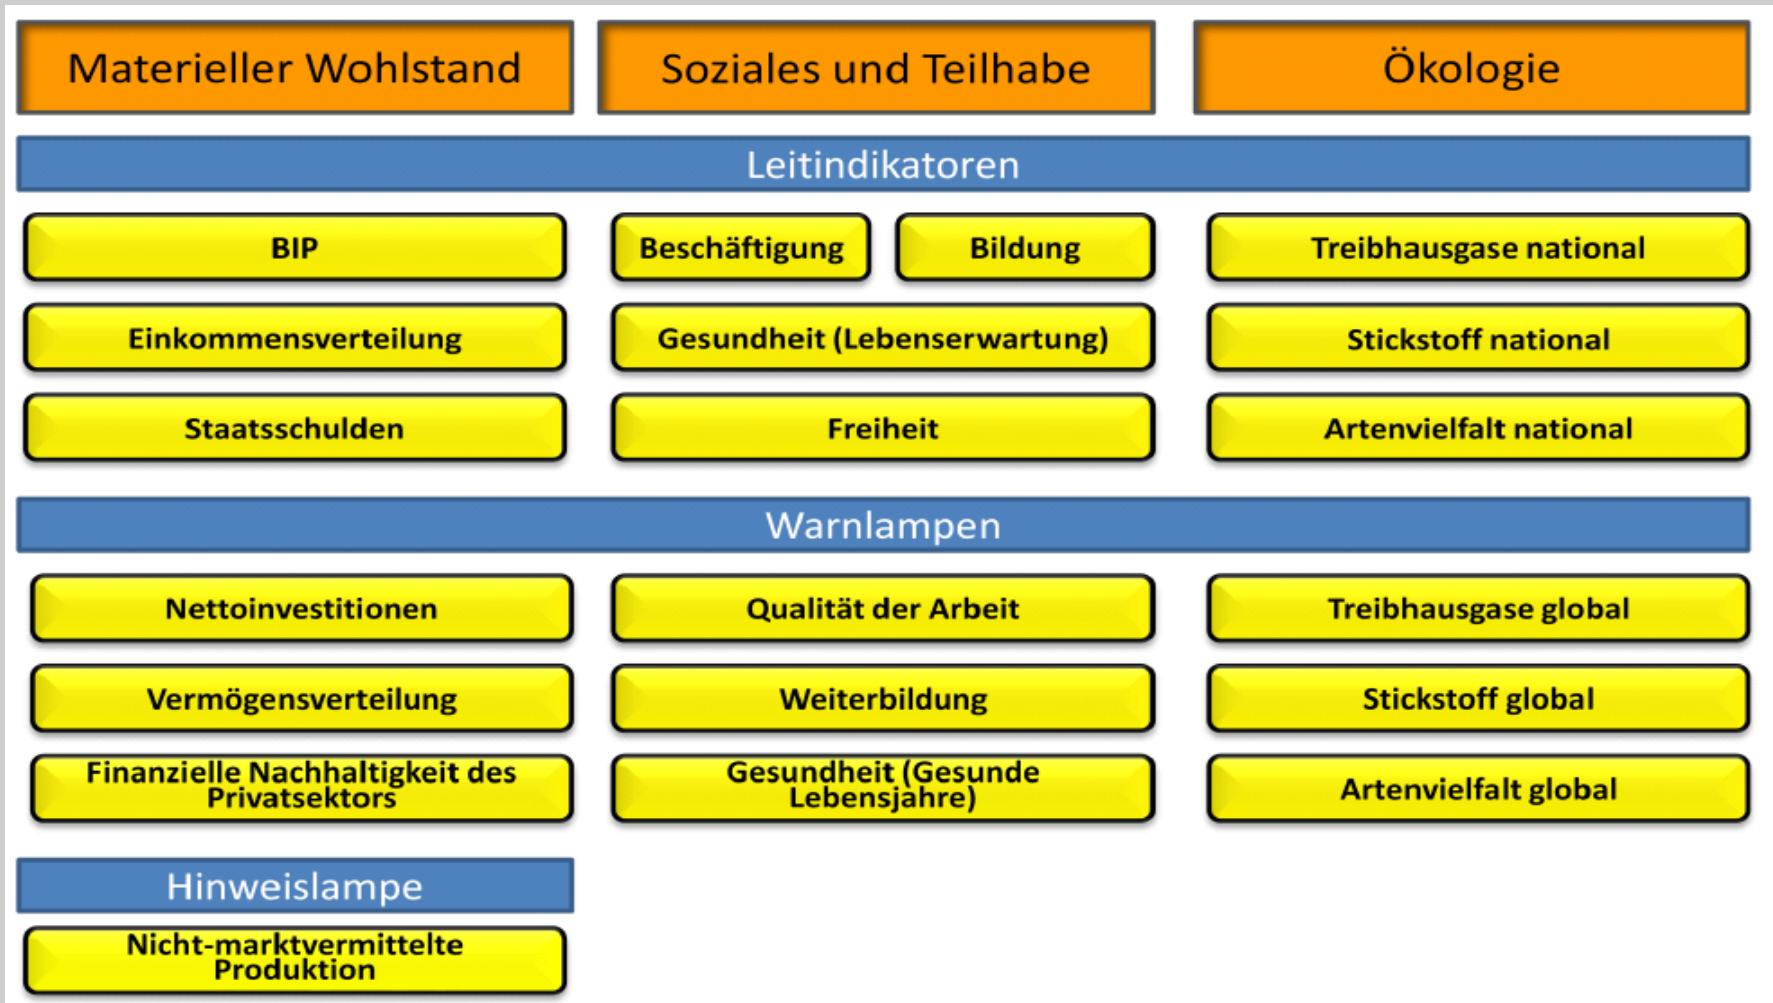 Materieller Wohlstand
Soziales und Teilhabe
Ökologie
Leitindikatoren
BIP
Beschäftigung
Bildung
Treibhausgase national
Einkommensverteilung
Gesundheit (Lebenserwartung)
Stickstoff national
Staatsschulden
Freiheit
Artenvielfalt national
Warnlampen
Nettoinvestitionen
Qualität der Arbeit
Treibhausgase global
Vermögensverteilung
Weiterbildung
Stickstoff global
Finanzielle Nachhaltigkeit des
Privatsektors
Gesundheit (Gesunde
Lebensjahre)
Artenvielfalt global
Hinweislampe
Nicht-marktvermittelte
Produktion